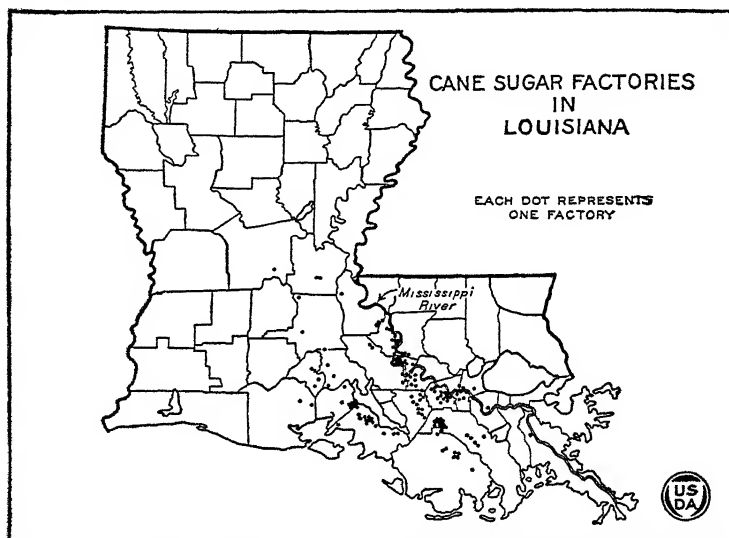 CANE SUGAR FACTORIES
IN
LOUISIANA
EACH DOT REPRESENTS
ONE FACTORY
Mississippi
River
US
DA